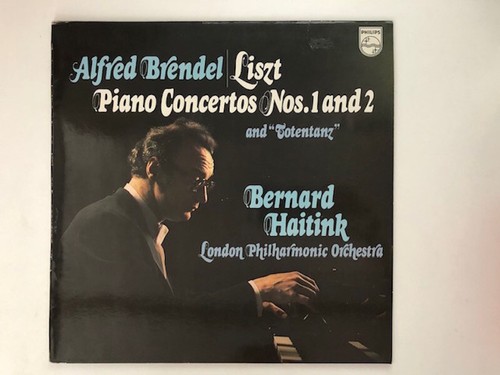 PHILIPS
Alfred Brendel Liszt
Piano Concertos Nos. 1 and 2
and "Totentanz"
Bernard
Haitink
London Philharmonic Orchestra